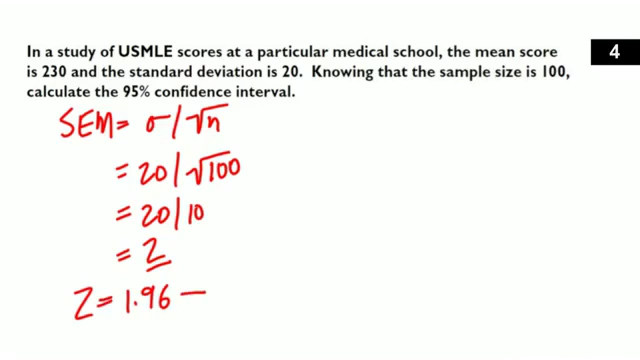 In a study of USMLE scores at a particular medical school, the mean score
is 230 and the standard deviation is 20. Knowing that the sample size is 100,
calculate the 95% confidence interval.
4
SEM = σ/√n
= 20/√100
= 20/10
= 2
Z = 1.96 –